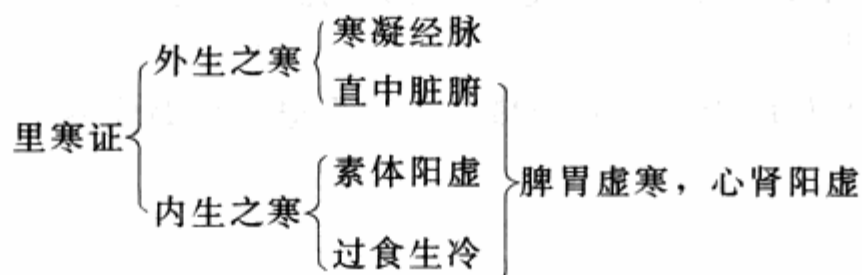 里寒证
外生之寒
寒凝经脉
直中脏腑
内生之寒
素体阳虚
过食生冷
脾胃虚寒，心肾阳虚